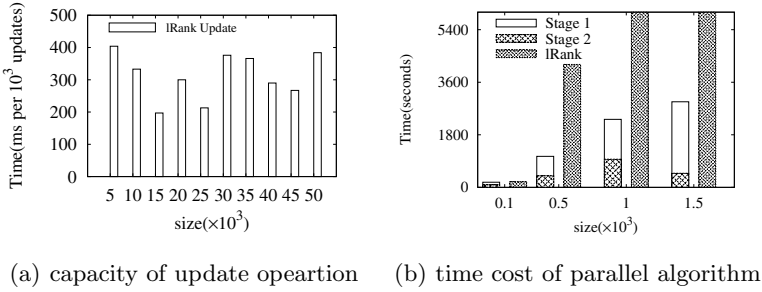 500
400
300
200
100
0
Time(ms per 10^3 updates)
lRank Update
5 10 15 20 25 30 35 40 45 50
size(×10^3)
(a) capacity of update opeartion
5400
3600
1800
0
Time(seconds)
Stage 1
Stage 2
lRank
0.1 0.5 1 1.5
size(×10^3)
(b) time cost of parallel algorithm